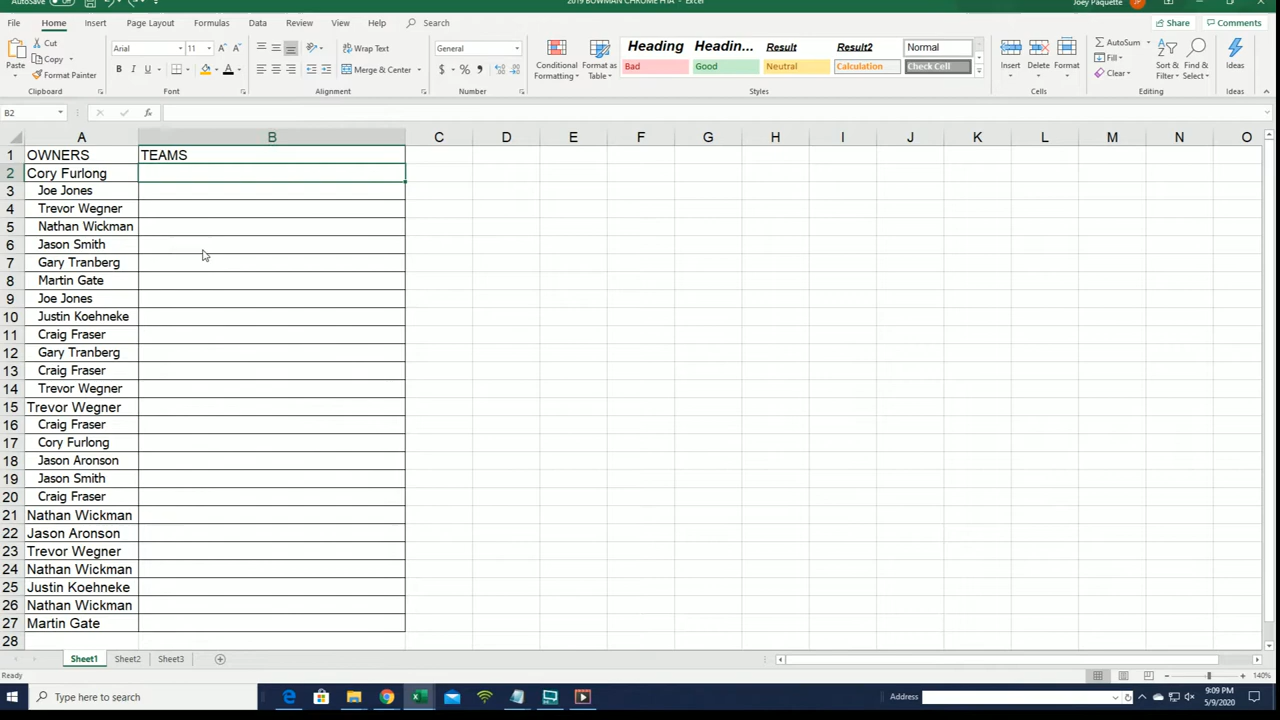 AutoSave
2019 BOWMAN CHROME HTA - Excel
Joey Paquette
JP
File Home Insert Page Layout Formulas Data Review View Help Search
Share Comments
Paste
Cut
Copy
Format Painter
Clipboard
Arial 11
B I U
Font
Wrap Text
Merge & Center
Alignment
General
$ % ,
Number
Conditional Formatting
Format as Table
Heading Headin... Result Result2 Normal
Bad Good Neutral Calculation Check Cell
Styles
Insert Delete Format
Cells
AutoSum
Fill
Clear
Sort & Filter
Find & Select
Editing
Ideas
Ideas
B2
fx
A B C D E F G H I J K L M N O
1 OWNERS TEAMS
2 Cory Furlong
3 Joe Jones
4 Trevor Wegner
5 Nathan Wickman
6 Jason Smith
7 Gary Tranberg
8 Martin Gate
9 Joe Jones
10 Justin Koehneke
11 Craig Fraser
12 Gary Tranberg
13 Craig Fraser
14 Trevor Wegner
15 Trevor Wegner
16 Craig Fraser
17 Cory Furlong
18 Jason Aronson
19 Jason Smith
20 Craig Fraser
21 Nathan Wickman
22 Jason Aronson
23 Trevor Wegner
24 Nathan Wickman
25 Justin Koehneke
26 Nathan Wickman
27 Martin Gate
28
Sheet1 Sheet2 Sheet3
Ready
140%
Type here to search
Address
9:09 PM
5/9/2020